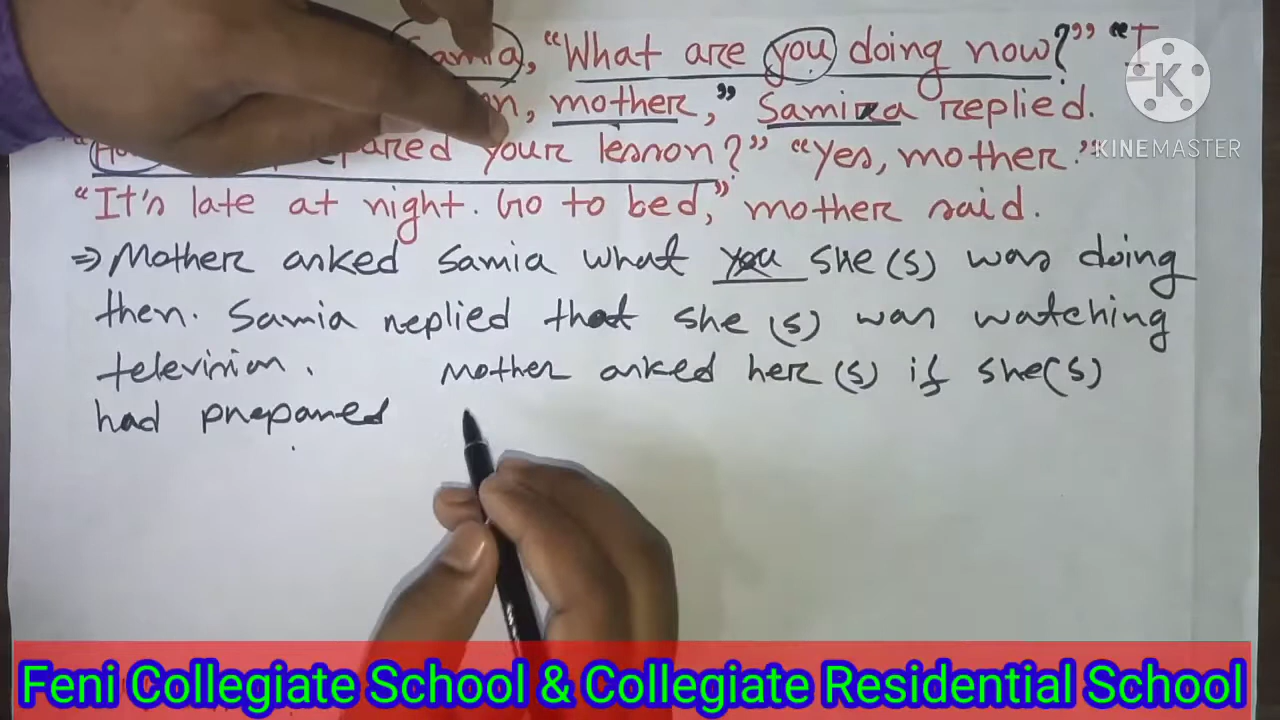 Samia, “What are you doing now?” “I
mother,” Samira replied.
your lesson?” “Yes, mother.”
“It's late at night. Go to bed,” mother said.
⇒ Mother asked Samia what you she (s) was doing
then. Samia replied that she (s) was watching
television. Mother asked her (s) if she (s)
had prepared
K
KINEMASTER
Feni Collegiate School & Collegiate Residential School